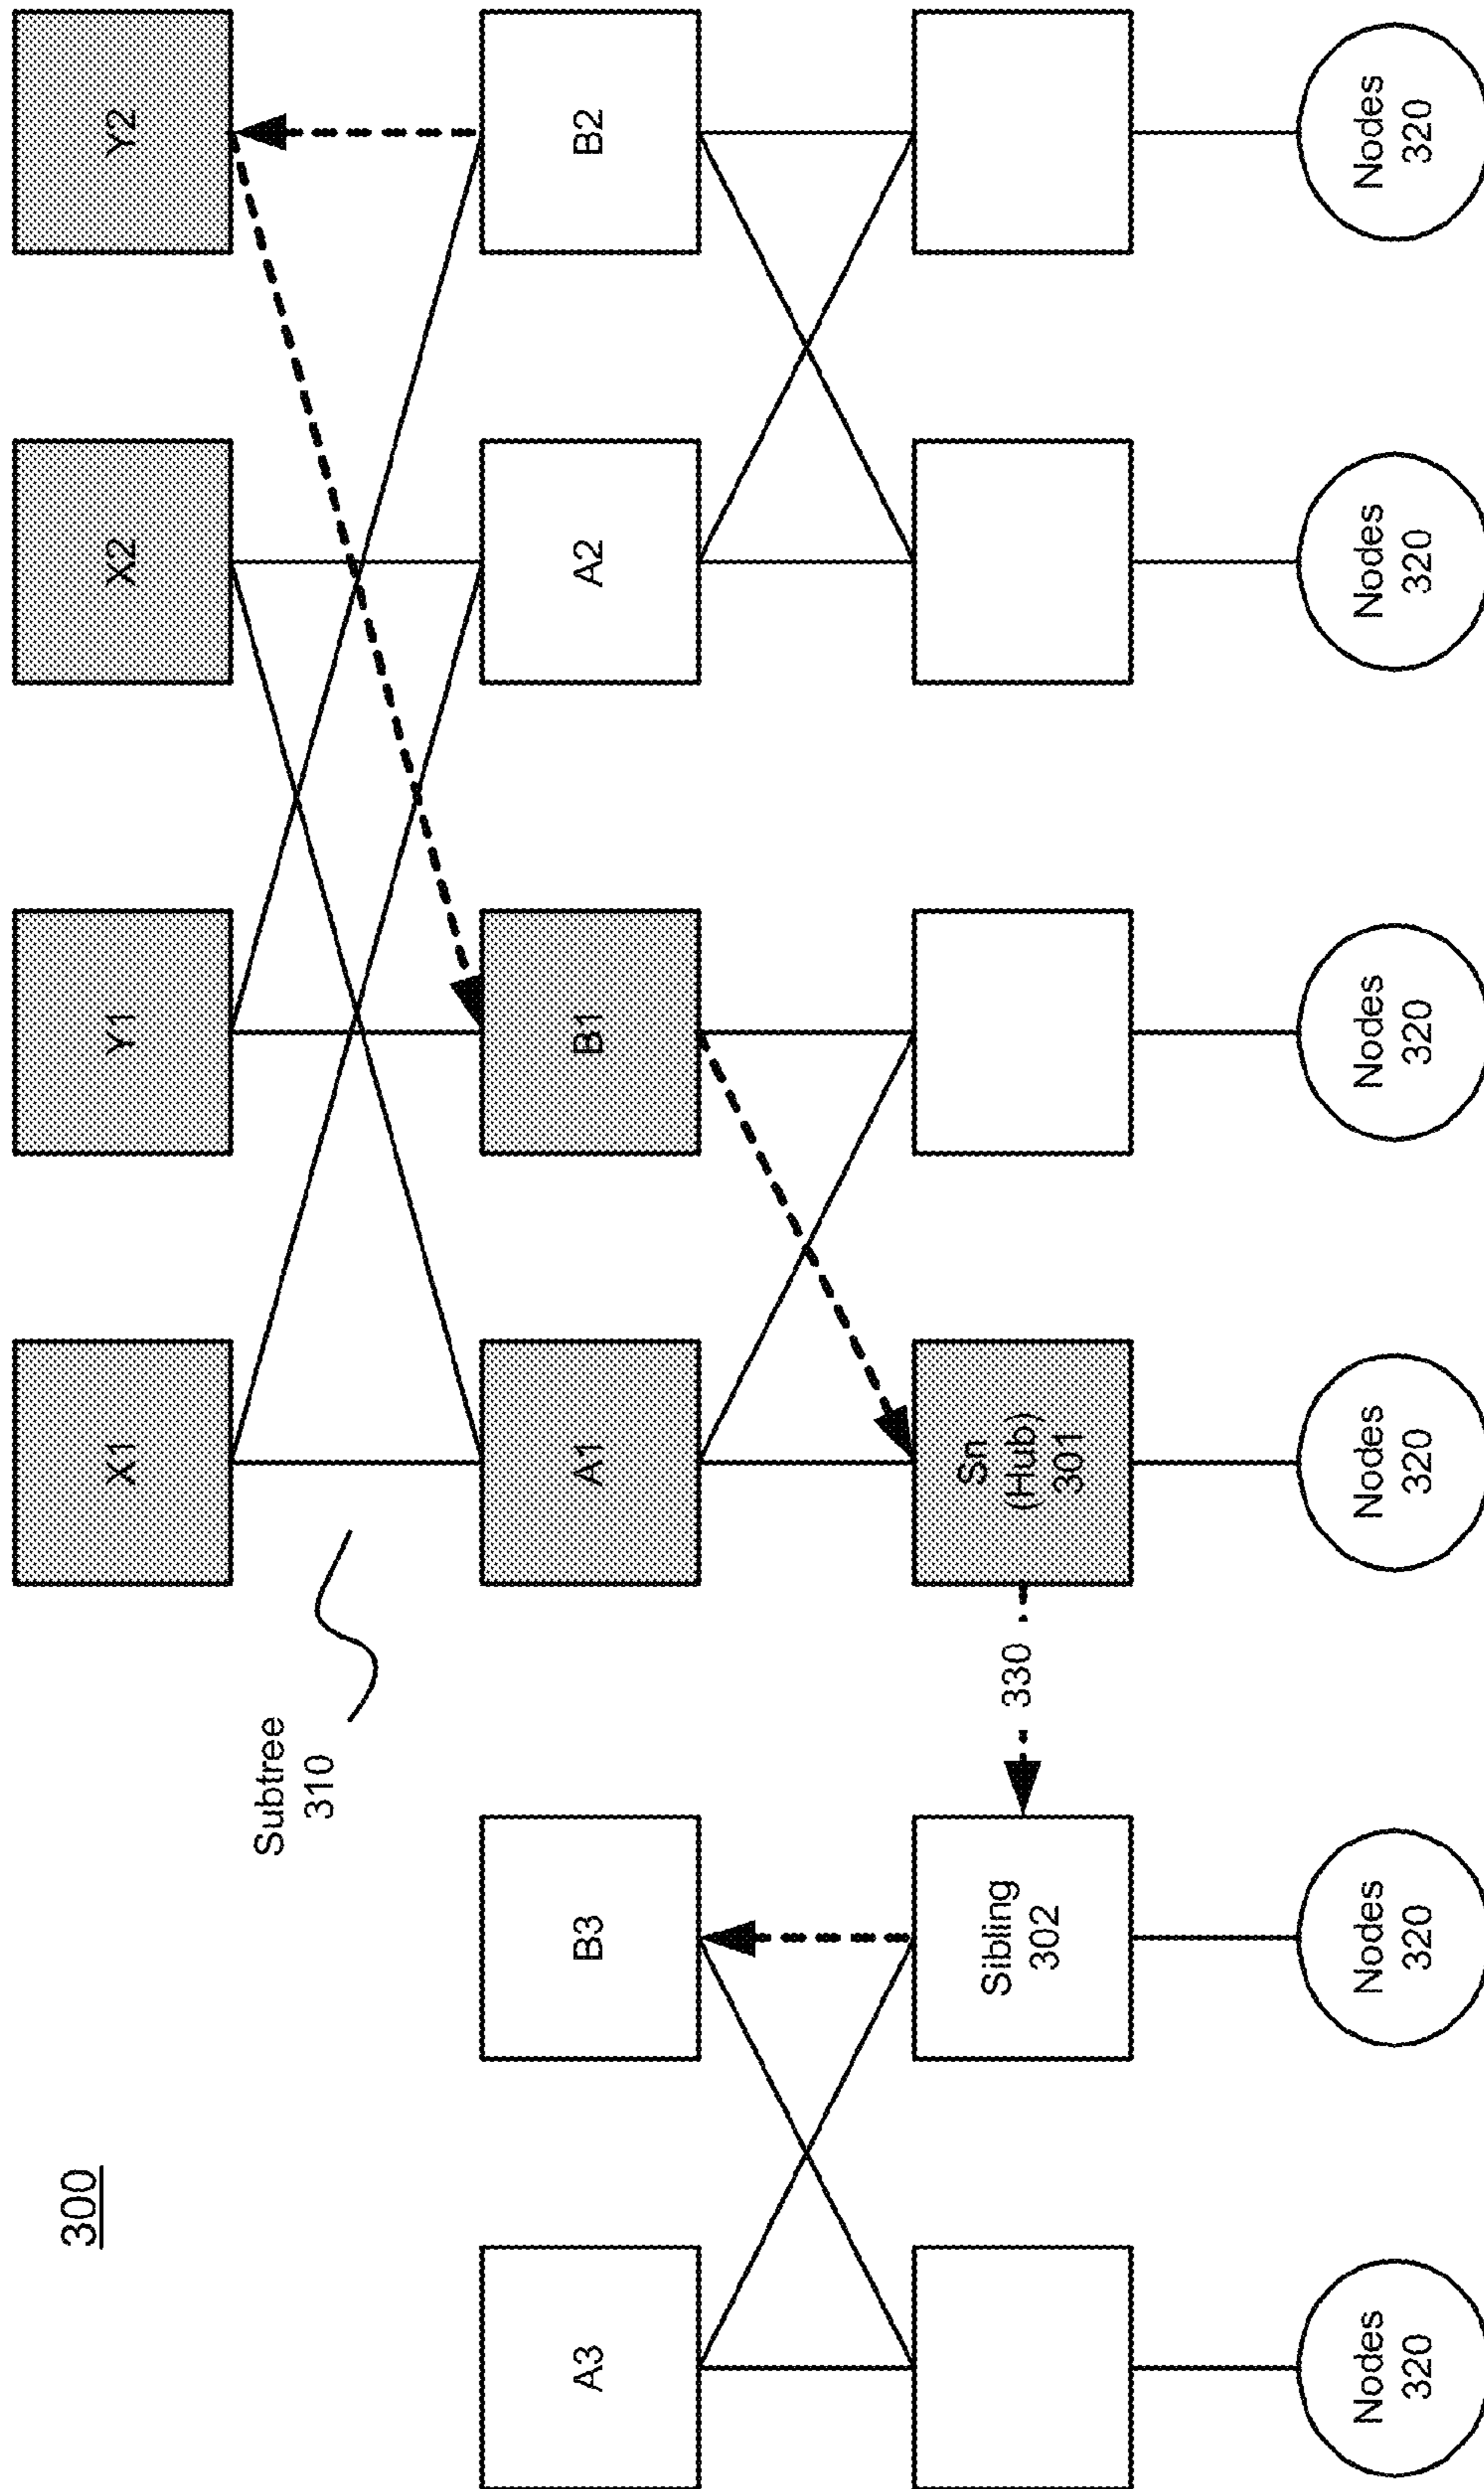 300
X1
Y1
X2
Y2
Subtree
310
A3
B3
A1
B1
A2
B2
Sibling
302
330
Sn
(Hub)
301
Nodes
320
Nodes
320
Nodes
320
Nodes
320
Nodes
320
Nodes
320